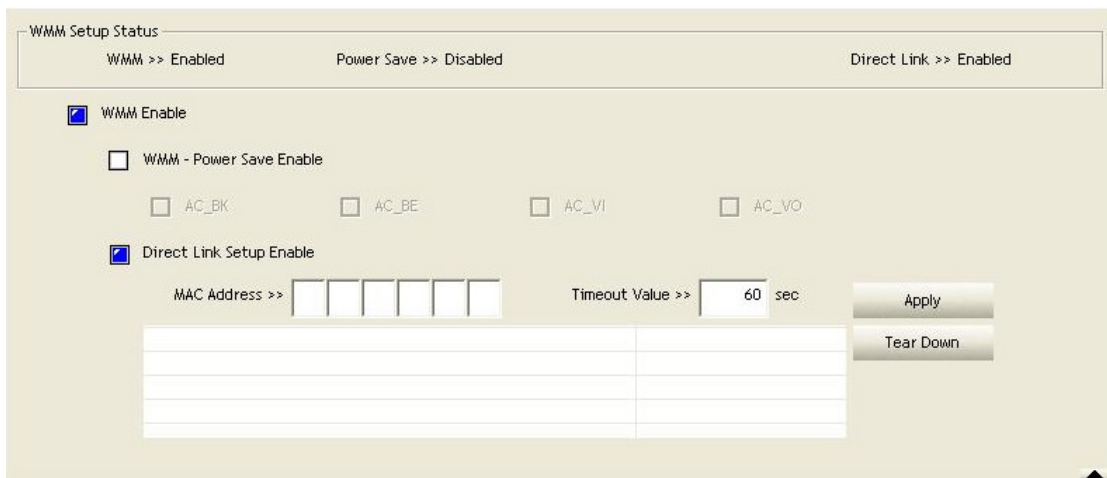 WMM Setup Status
WMM >> Enabled Power Save >> Disabled Direct Link >> Enabled
WMM Enable
WMM - Power Save Enable
AC_BK AC_BE AC_VI AC_VO
Direct Link Setup Enable
MAC Address >> Timeout Value >> 60 sec Apply
Tear Down